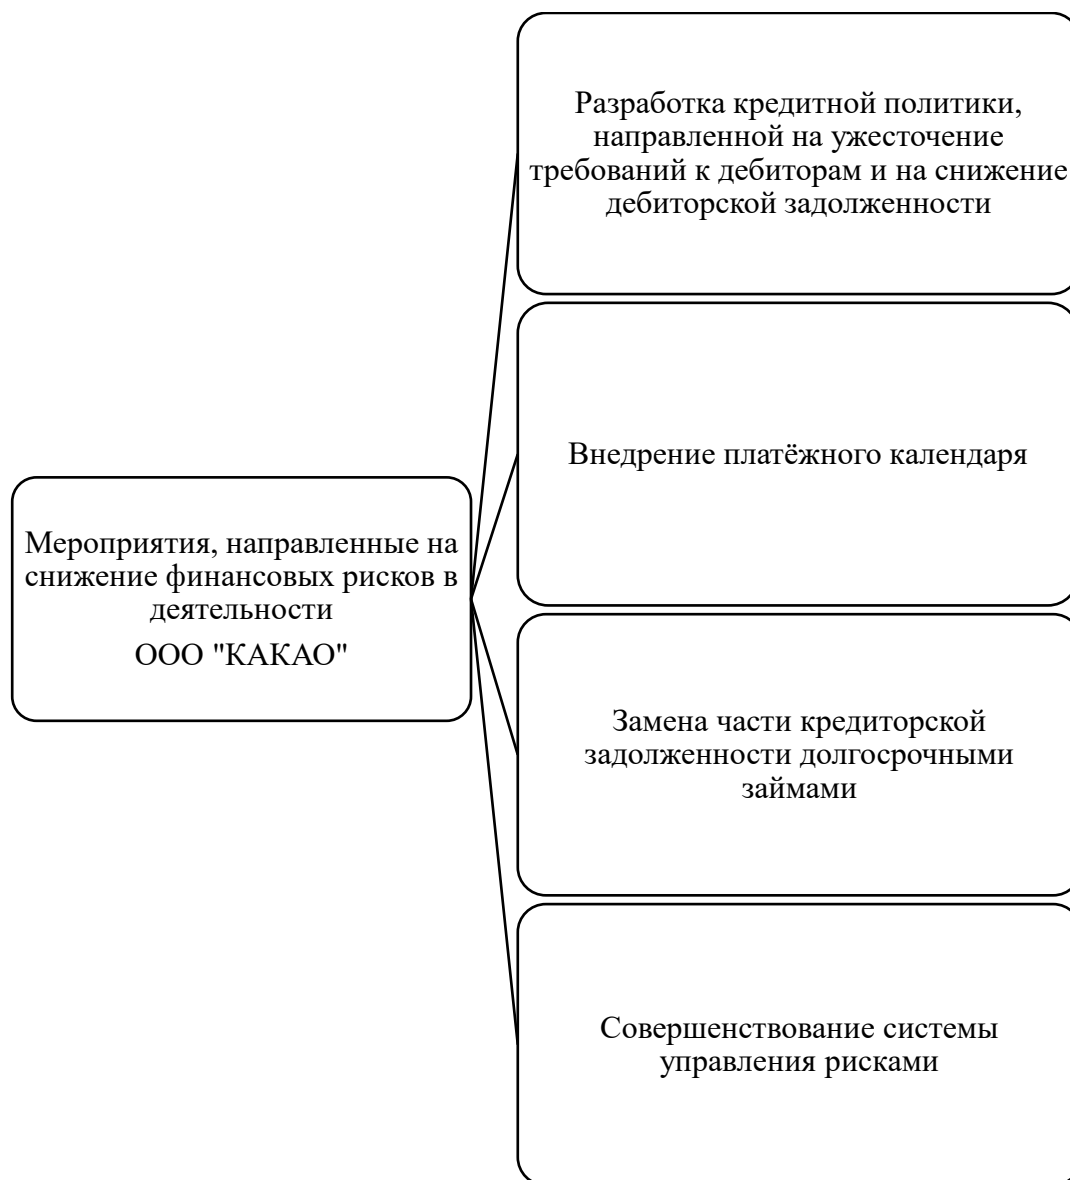 Разработка кредитной политики,
направленной на ужесточение
требований к дебиторам и на снижение
дебиторской задолженности
Внедрение платёжного календаря
Мероприятия, направленные на
снижение финансовых рисков в
деятельности
ООО "КАКАО"
Замена части кредиторской
задолженности долгосрочными
займами
Совершенствование системы
управления рисками